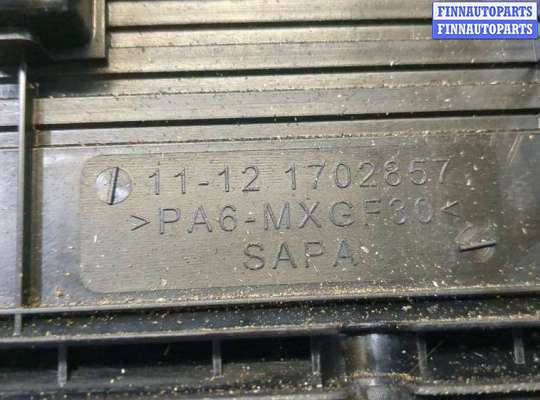 FINNAUTOPARTS
FINNAUTOPARTS
11-12 1702857
>PA6-MXGF30<
SAPA